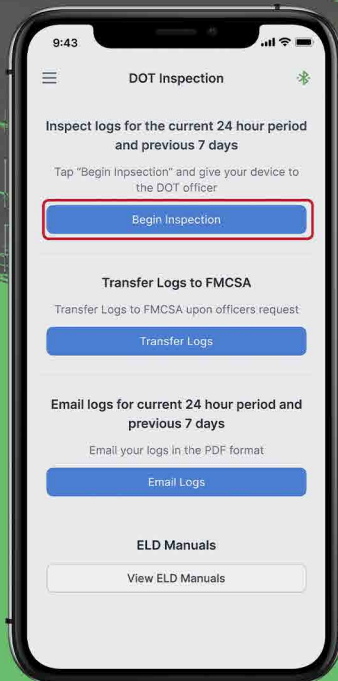 9:43
DOT Inspection
Inspect logs for the current 24 hour period
and previous 7 days
Tap "Begin Inpsection" and give your device to
the DOT officer
Begin Inspection
Transfer Logs to FMCSA
Transfer Logs to FMCSA upon officers request
Transfer Logs
Email logs for current 24 hour period and
previous 7 days
Email your logs in the PDF format
Email Logs
ELD Manuals
View ELD Manuals